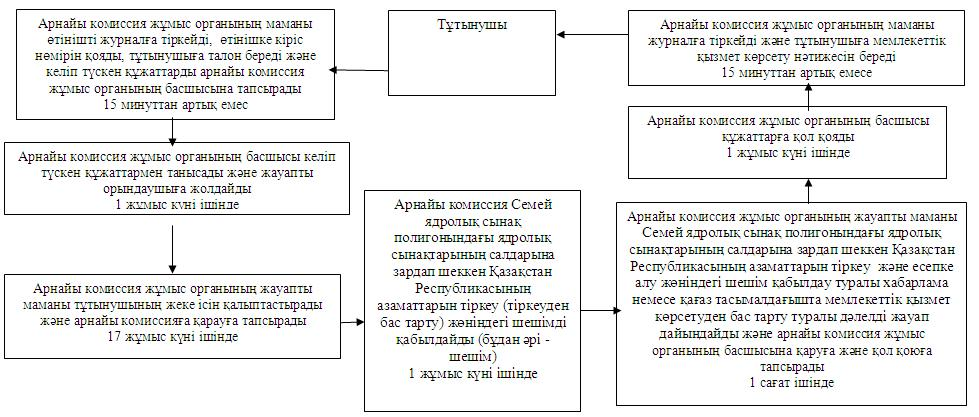 Арнайы комиссия жұмыс органының маманы
өтінішті журналға тіркейді, өтінішке кіріс
нөмірін қояды, тұтынушыға талон береді және
келіп түскен құжаттарды арнайы комиссия
жұмыс органының басшысына тапсырады
15 минуттан артық емес
Тұтынушы
Арнайы комиссия жұмыс органының маманы
журналға тіркейді және тұтынушыға мемлекеттік
қызмет көрсету нәтижесін береді
15 минуттан артық емесе
Арнайы комиссия жұмыс органының басшысы
құжаттарға қол қояды
1 жұмыс күні ішінде
Арнайы комиссия жұмыс органының басшысы келіп
түскен құжаттармен танысады және жауапты
орындаушыға жолдайды
1 жұмыс күні ішінде
Арнайы комиссия жұмыс органының жауапты
маманы тұтынушының жеке ісін қалыптастырады
және арнайы комиссияға қарауға тапсырады
17 жұмыс күні ішінде
Арнайы комиссия Семей
ядролық сынақ
полигонындағы ядролық
сынақтарының салдарына
зардап шеккен Қазақстан
Республикасының
азаматтарын тіркеу (тіркеуден
бас тарту) жөніндегі шешімді
қабылдайды (бұдан әрі -
шешім)
1 жұмыс күні ішінде
Арнайы комиссия жұмыс органының жауапты маманы
Семей ядролық сынақ полигонындағы ядролық
сынақтарының салдарына зардап шеккен Қазақстан
Республикасының азаматтарын тіркеу және есепке
алу жөніндегі шешім қабылдау туралы хабарлама
немесе қағаз тасымалдағышта мемлекеттік қызмет
көрсетуден бас тарту туралы дәлелді жауап
дайындайды және арнайы комиссия жұмыс
органының басшысына қаруға және қол қоюға
тапсырады
1 сағат ішінде